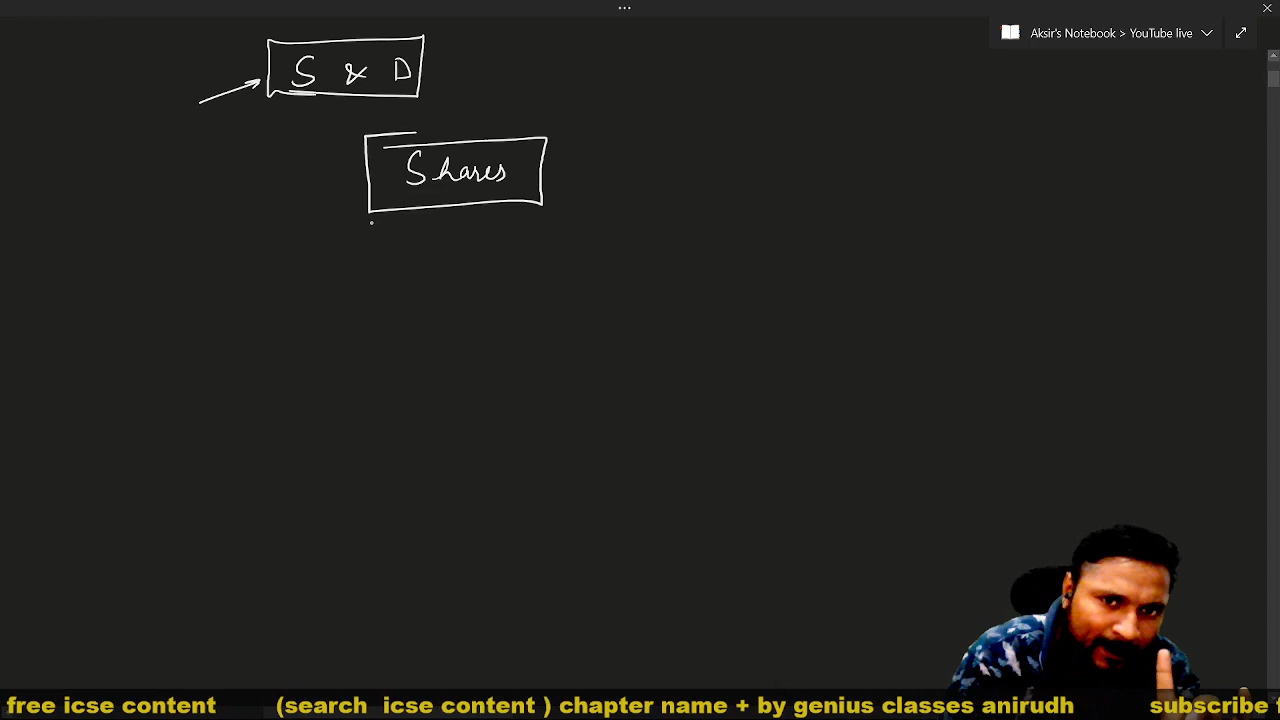 Aksir's Notebook > YouTube live
S & D
Shares
free icse content (search icse content ) chapter name + by genius classes anirudh subscribe